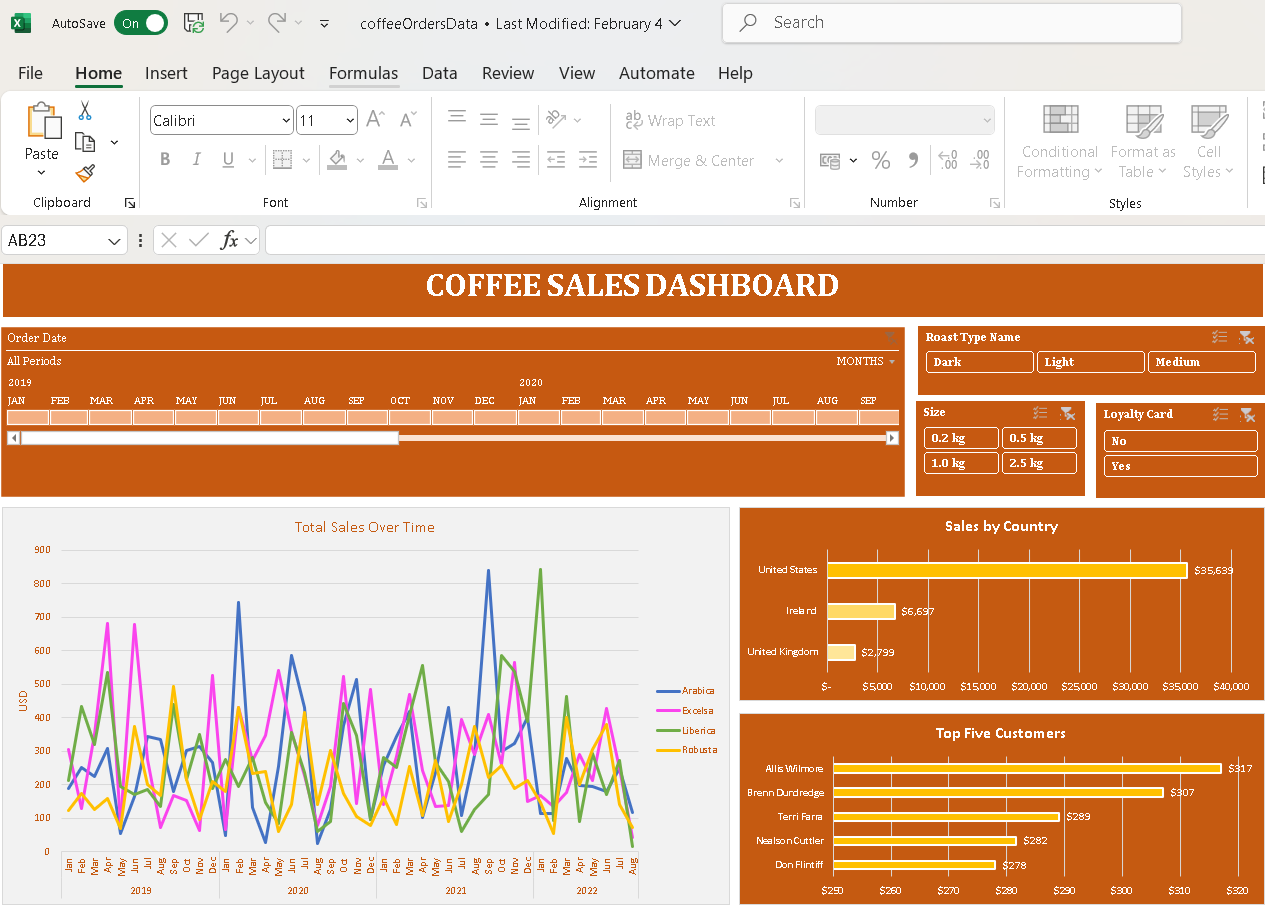 AutoSave On coffeeOrdersData • Last Modified: February 4 Search
File Home Insert Page Layout Formulas Data Review View Automate Help
Paste
Calibri 11
B I U A
Wrap Text
Merge & Center
Conditional Formatting
Format as Table
Cell Styles
Clipboard Font Alignment Number Styles
AB23 fx
COFFEE SALES DASHBOARD
Order Date
All Periods MONTHS
2019 2020
JAN FEB MAR APR MAY JUN JUL AUG SEP OCT NOV DEC JAN FEB MAR APR MAY JUN JUL AUG SEP
Roast Type Name
Dark Light Medium
Size
0.2 kg 0.5 kg
1.0 kg 2.5 kg
Loyalty Card
No
Yes
Total Sales Over Time
USD
900
800
700
600
500
400
300
200
100
0
Jan Feb Mar Apr May Jun Jul Aug Sep Oct Nov Dec Jan Feb Mar Apr May Jun Jul Aug Sep Oct Nov Dec Jan Feb Mar Apr May Jun Jul Aug Sep Oct Nov Dec Jan Feb Mar Apr May Jun Jul Aug
2019 2020 2021 2022
Arabica
Excelsa
Liberica
Robusta
Sales by Country
United States $35,639
Ireland $6,697
United Kingdom $2,799
$- $5,000 $10,000 $15,000 $20,000 $25,000 $30,000 $35,000 $40,000
Top Five Customers
Allis Wilmore $317
Brenn Dundredge $307
Terri Farra $289
Nealson Cuttler $282
Don Flintiff $278
$250 $260 $270 $280 $290 $300 $310 $320